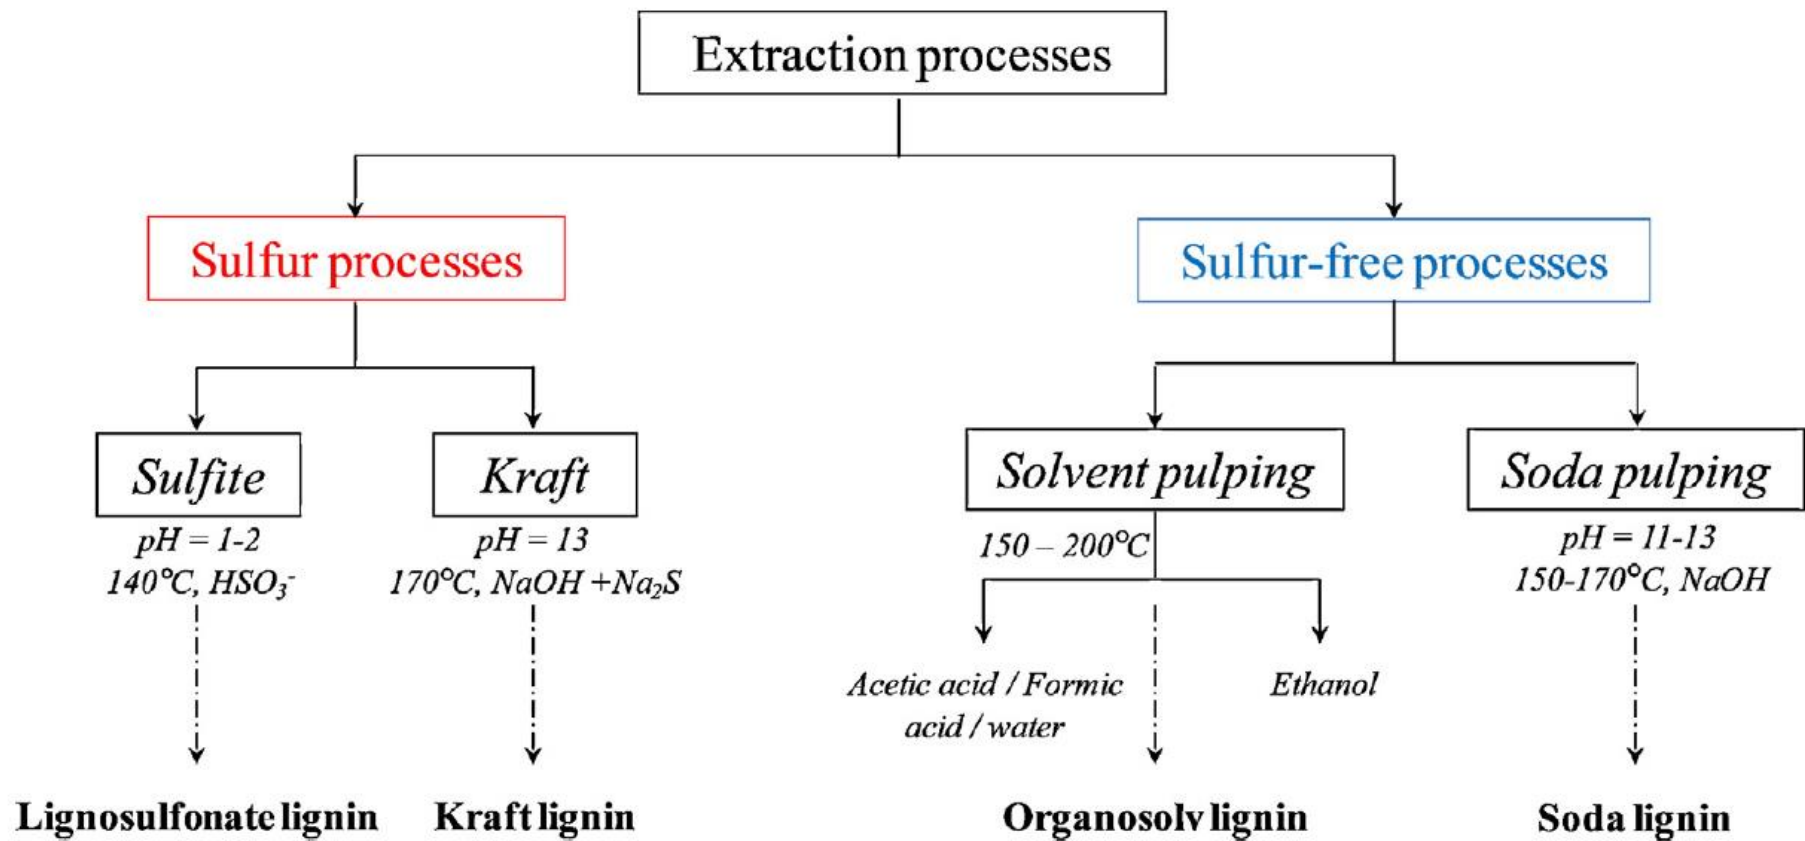 Extraction processes
Sulfur processes
Sulfur-free processes
Sulfite
Kraft
Solvent pulping
Soda pulping
pH = 1-2
140°C, HSO₃⁻
pH = 13
170°C, NaOH +Na₂S
150 – 200°C
pH = 11-13
150-170°C, NaOH
Acetic acid / Formic
acid / water
Ethanol
Lignosulfonate lignin
Kraft lignin
Organosolv lignin
Soda lignin